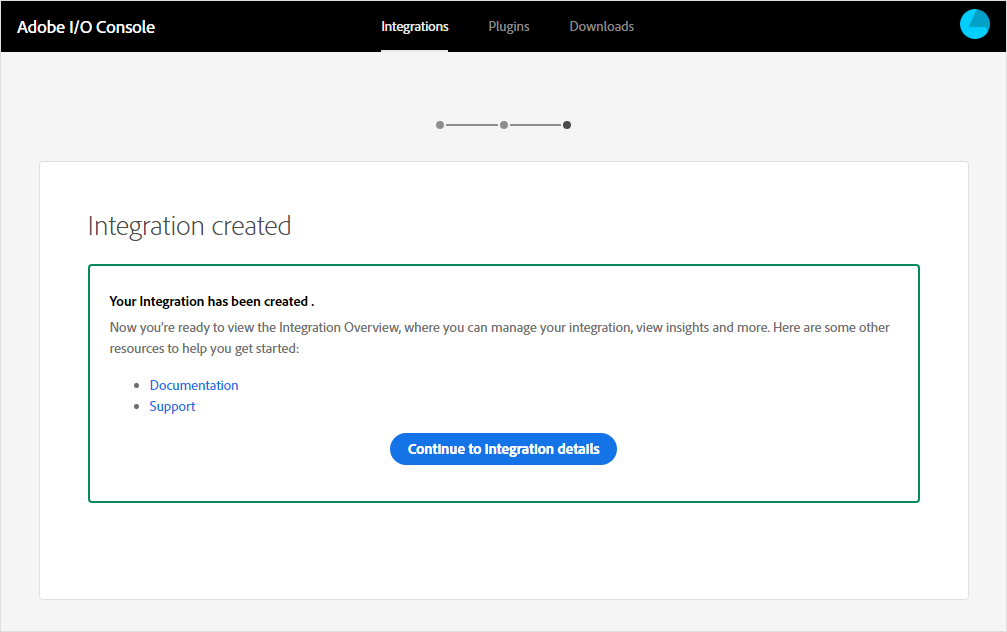 Adobe I/O Console
Integrations
Plugins
Downloads
Integration created
Your Integration has been created .
Now you're ready to view the Integration Overview, where you can manage your integration, view insights and more. Here are some other
resources to help you get started:
Documentation
Support
Continue to integration details